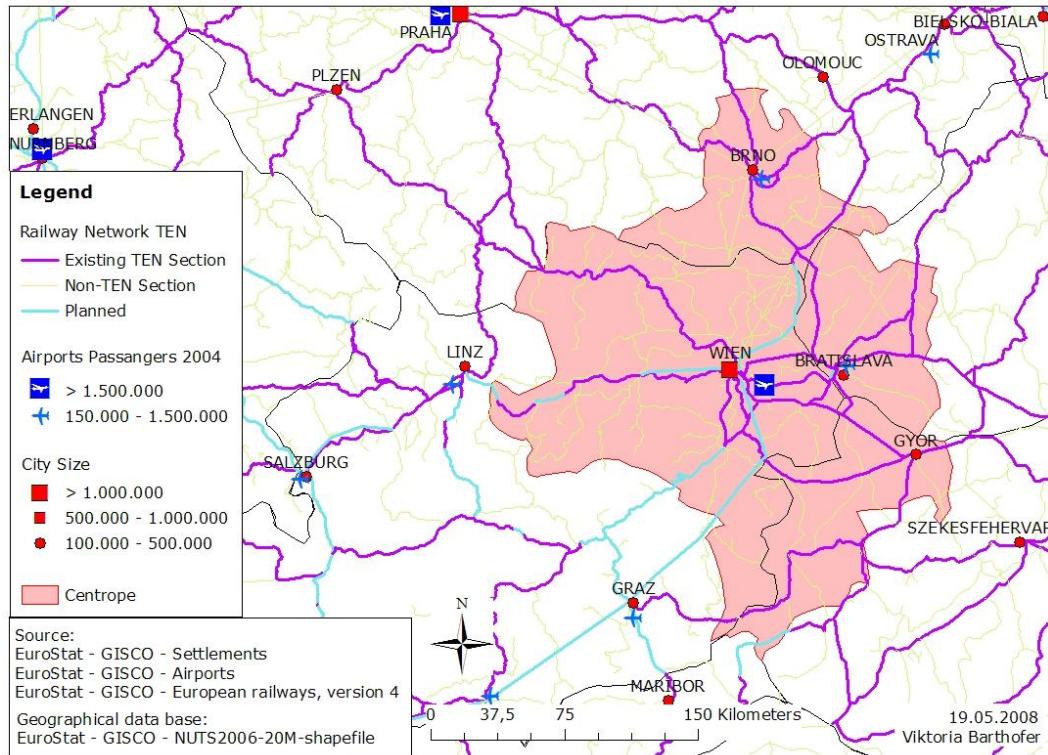 PRAHA
BIELSKO-BIALA
OSTRAVA
OLOMOUC
PLZEN
ERLANGEN
NURNBERG
BRNO
Legend
Railway Network TEN
Existing TEN Section
Non-TEN Section
Planned
Airports Passangers 2004
> 1.500.000
150.000 - 1.500.000
City Size
> 1.000.000
500.000 - 1.000.000
100.000 - 500.000
Centrope
LINZ
WIEN
BRATISLAVA
SALZBURG
GYOR
SZEKESFEHERVAR
GRAZ
N
MARIBOR
Source:
EuroStat - GISCO - Settlements
EuroStat - GISCO - Airports
EuroStat - GISCO - European railways, version 4
Geographical data base:
EuroStat - GISCO - NUTS2006-20M-shapefile
0 37,5 75 150 Kilometers
19.05.2008
Viktoria Barthofer